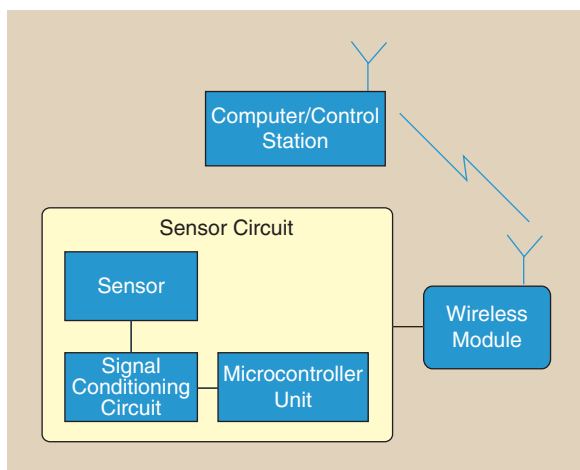 Computer/Control
Station
Sensor Circuit
Sensor
Signal
Conditioning
Circuit
Microcontroller
Unit
Wireless
Module